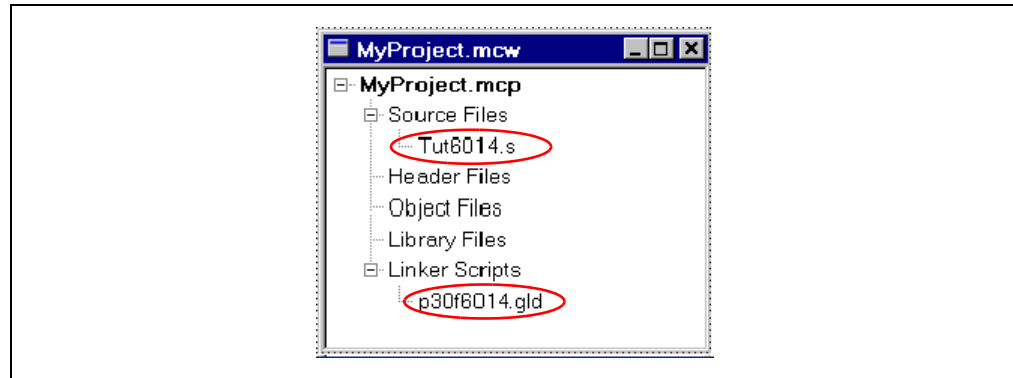 MyProject.mcw
MyProject.mcp
Source Files
Tut6014.s
Header Files
Object Files
Library Files
Linker Scripts
p30f6014.gld